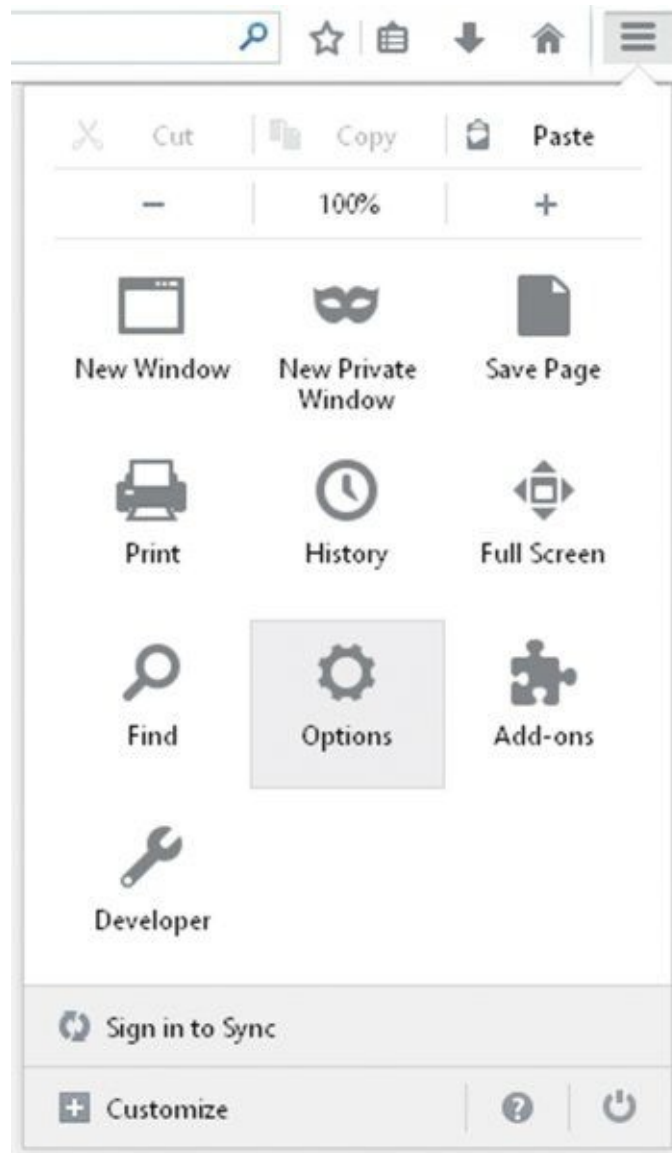 Cut Copy Paste
− 100% +
New Window New Private Window Save Page
Print History Full Screen
Find Options Add-ons
Developer
Sign in to Sync
Customize ?